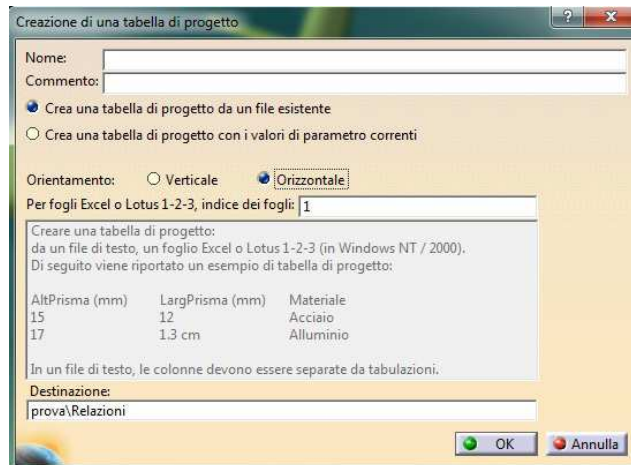 Creazione di una tabella di progetto
Nome:
Commento:
Crea una tabella di progetto da un file esistente
Crea una tabella di progetto con i valori di parametro correnti
Orientamento: Verticale Orizzontale
Per fogli Excel o Lotus 1-2-3, indice dei fogli: 1
Creare una tabella di progetto:
da un file di testo, un foglio Excel o Lotus 1-2-3 (in Windows NT / 2000).
Di seguito viene riportato un esempio di tabella di progetto:
AltPrisma (mm) LargPrisma (mm) Materiale
15 12 Acciaio
17 1.3 cm Alluminio
In un file di testo, le colonne devono essere separate da tabulazioni.
Destinazione:
prova\Relazioni
OK Annulla